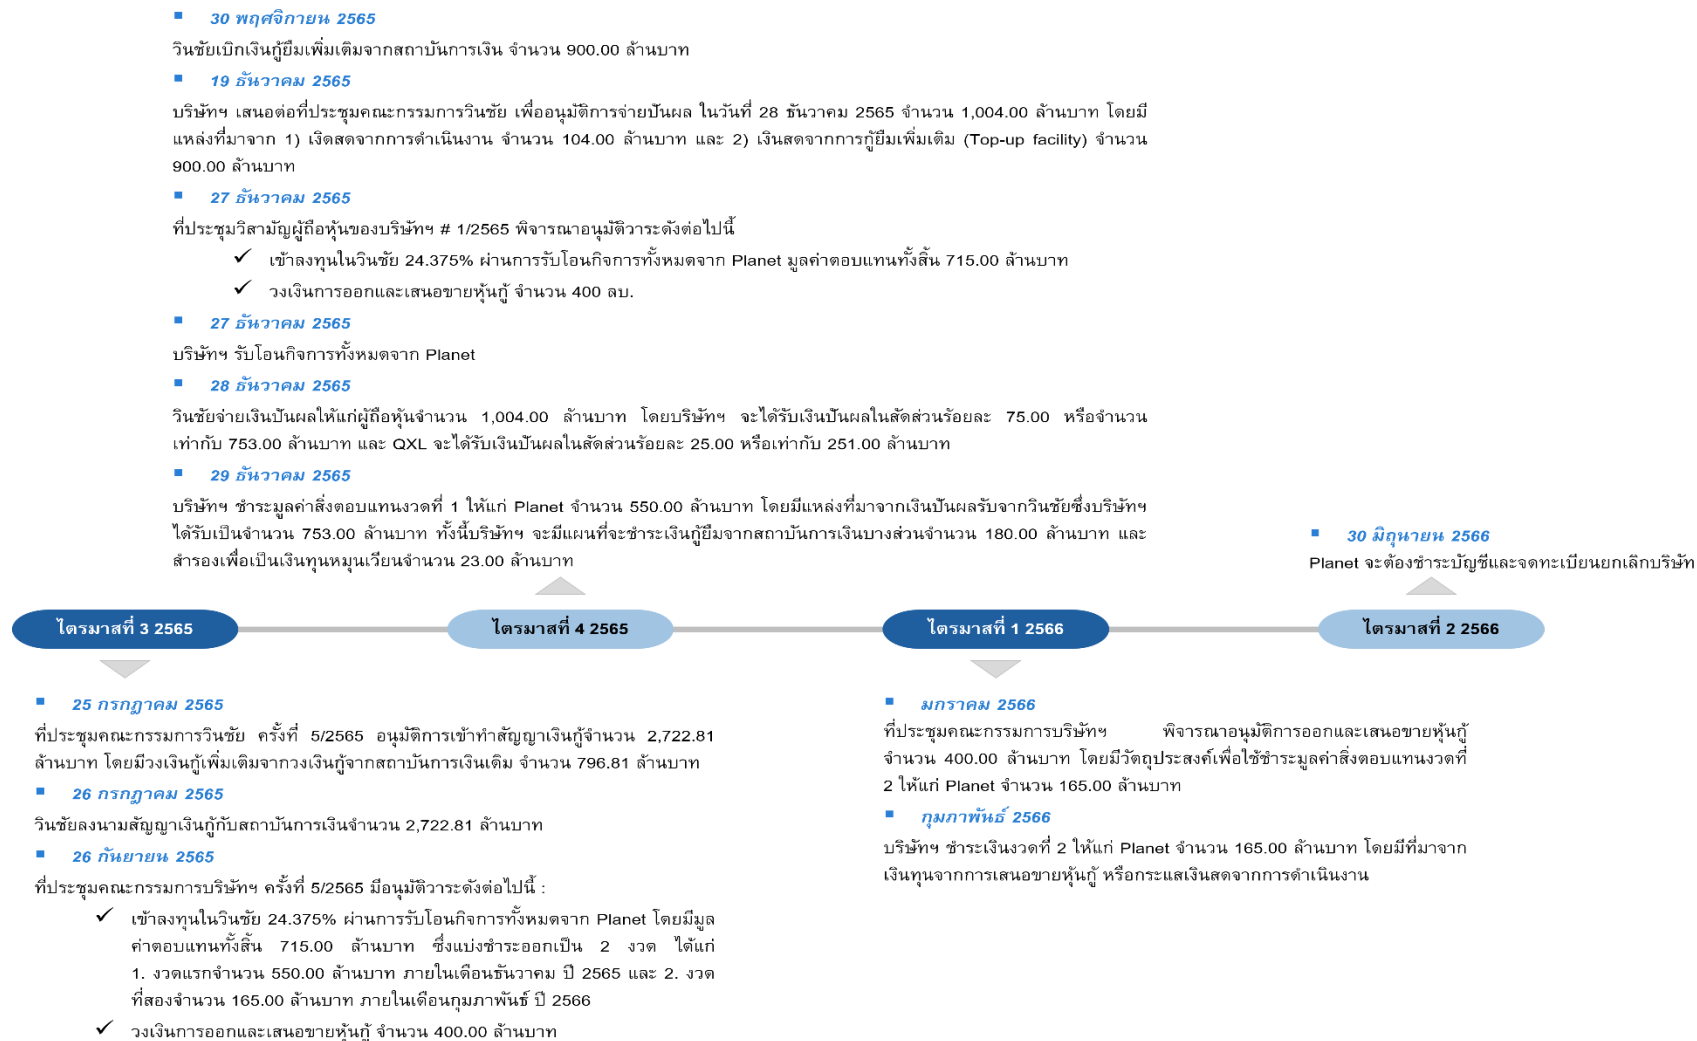 30 พฤศจิกายน 2565
วินชัยเบิกเงินกู้ยืมเพิ่มเติมจากสถาบันการเงิน จำนวน 900.00 ล้านบาท
19 ธันวาคม 2565
บริษัทฯ เสนอต่อที่ประชุมคณะกรรมการวินชัย เพื่ออนุมัติการจ่ายปันผล ในวันที่ 28 ธันวาคม 2565 จำนวน 1,004.00 ล้านบาท โดยมี
แหล่งที่มาจาก 1) เงิดสดจากการดำเนินงาน จำนวน 104.00 ล้านบาท และ 2) เงินสดจากการกู้ยืมเพิ่มเติม (Top-up facility) จำนวน
900.00 ล้านบาท
27 ธันวาคม 2565
ที่ประชุมวิสามัญผู้ถือหุ้นของบริษัทฯ # 1/2565 พิจารณาอนุมัติวาระดังต่อไปนี้
✓ เข้าลงทุนในวินชัย 24.375% ผ่านการรับโอนกิจการทั้งหมดจาก Planet มูลค่าตอบแทนทั้งสิ้น 715.00 ล้านบาท
✓ วงเงินการออกและเสนอขายหุ้นกู้ จำนวน 400 ลบ.
27 ธันวาคม 2565
บริษัทฯ รับโอนกิจการทั้งหมดจาก Planet
28 ธันวาคม 2565
วินชัยจ่ายเงินปันผลให้แก่ผู้ถือหุ้นจำนวน 1,004.00 ล้านบาท โดยบริษัทฯ จะได้รับเงินปันผลในสัดส่วนร้อยละ 75.00 หรือจำนวน
เท่ากับ 753.00 ล้านบาท และ QXL จะได้รับเงินปันผลในสัดส่วนร้อยละ 25.00 หรือเท่ากับ 251.00 ล้านบาท
29 ธันวาคม 2565
บริษัทฯ ชำระมูลค่าสิ่งตอบแทนงวดที่ 1 ให้แก่ Planet จำนวน 550.00 ล้านบาท โดยมีแหล่งที่มาจากเงินปันผลรับจากวินชัยซึ่งบริษัทฯ
ได้รับเป็นจำนวน 753.00 ล้านบาท ทั้งนี้บริษัทฯ จะมีแผนที่จะชำระเงินกู้ยืมจากสถาบันการเงินบางส่วนจำนวน 180.00 ล้านบาท และ
สำรองเพื่อเป็นเงินทุนหมุนเวียนจำนวน 23.00 ล้านบาท
30 มิถุนายน 2566
Planet จะต้องชำระบัญชีและจดทะเบียนยกเลิกบริษัท
ไตรมาสที่ 3 2565
ไตรมาสที่ 4 2565
ไตรมาสที่ 1 2566
ไตรมาสที่ 2 2566
25 กรกฎาคม 2565
ที่ประชุมคณะกรรมการวินชัย ครั้งที่ 5/2565 อนุมัติการเข้าทำสัญญาเงินกู้จำนวน 2,722.81
ล้านบาท โดยมีวงเงินกู้เพิ่มเติมจากวงเงินกู้จากสถาบันการเงินเดิม จำนวน 796.81 ล้านบาท
26 กรกฎาคม 2565
วินชัยลงนามสัญญาเงินกู้กับสถาบันการเงินจำนวน 2,722.81 ล้านบาท
26 กันยายน 2565
ที่ประชุมคณะกรรมการบริษัทฯ ครั้งที่ 5/2565 มีอนุมัติวาระดังต่อไปนี้ :
✓ เข้าลงทุนในวินชัย 24.375% ผ่านการรับโอนกิจการทั้งหมดจาก Planet โดยมีมูล
ค่าตอบแทนทั้งสิ้น 715.00 ล้านบาท ซึ่งแบ่งชำระออกเป็น 2 งวด ได้แก่
1. งวดแรกจำนวน 550.00 ล้านบาท ภายในเดือนธันวาคม ปี 2565 และ 2. งวด
ที่สองจำนวน 165.00 ล้านบาท ภายในเดือนกุมภาพันธ์ ปี 2566
✓ วงเงินการออกและเสนอขายหุ้นกู้ จำนวน 400.00 ล้านบาท
มกราคม 2566
ที่ประชุมคณะกรรมการบริษัทฯ พิจารณาอนุมัติการออกและเสนอขายหุ้นกู้
จำนวน 400.00 ล้านบาท โดยมีวัตถุประสงค์เพื่อใช้ชำระมูลค่าสิ่งตอบแทนงวดที่
2 ให้แก่ Planet จำนวน 165.00 ล้านบาท
กุมภาพันธ์ 2566
บริษัทฯ ชำระเงินงวดที่ 2 ให้แก่ Planet จำนวน 165.00 ล้านบาท โดยมีที่มาจาก
เงินทุนจากการเสนอขายหุ้นกู้ หรือกระแสเงินสดจากการดำเนินงาน